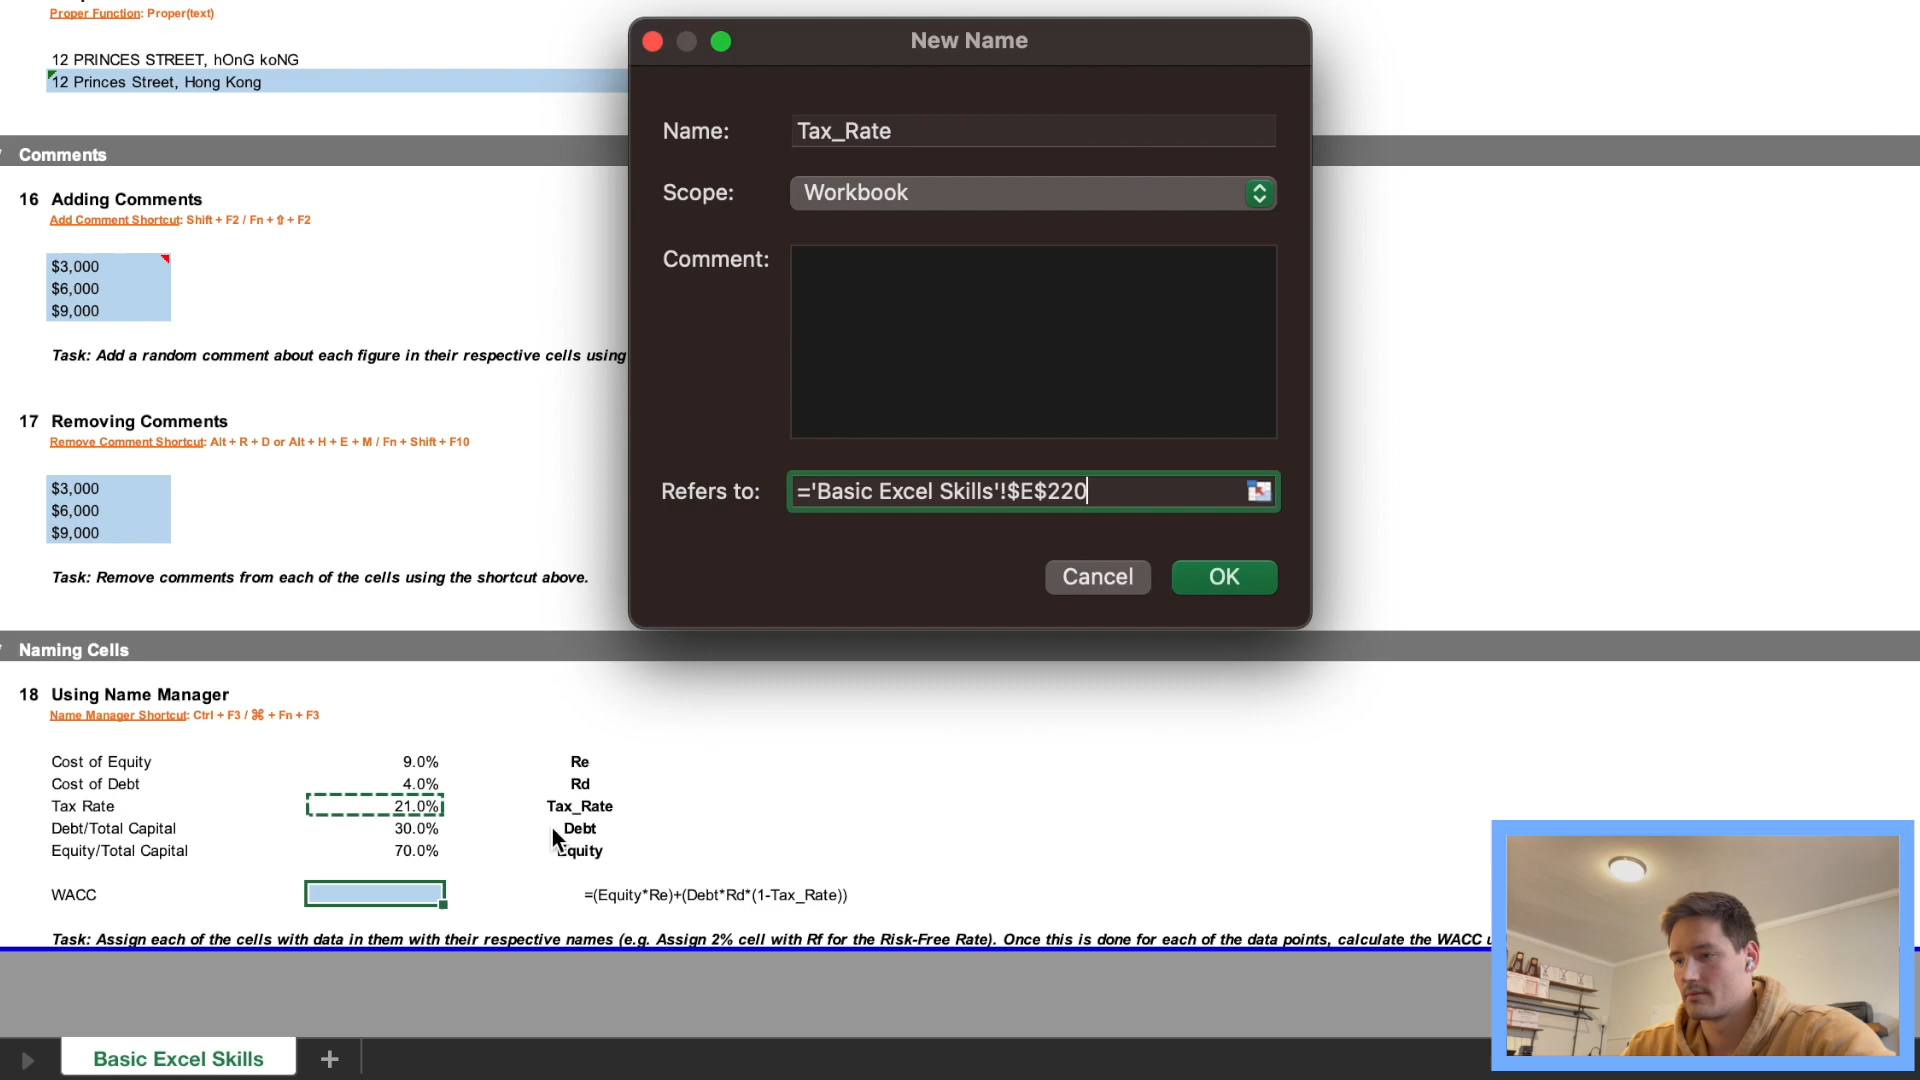 Proper Function: Proper(text)
12 PRINCES STREET, hOnG koNG
12 Princes Street, Hong Kong
Comments
16 Adding Comments
Add Comment Shortcut: Shift + F2 / Fn + ⇧ + F2
$3,000
$6,000
$9,000
Task: Add a random comment about each figure in their respective cells using
17 Removing Comments
Remove Comment Shortcut: Alt + R + D or Alt + H + E + M / Fn + Shift + F10
$3,000
$6,000
$9,000
Task: Remove comments from each of the cells using the shortcut above.
New Name
Name: Tax_Rate
Scope: Workbook
Comment:
Refers to: ='Basic Excel Skills'!$E$220
Cancel OK
Naming Cells
18 Using Name Manager
Name Manager Shortcut: Ctrl + F3 / ⌘ + Fn + F3
Cost of Equity 9.0% Re
Cost of Debt 4.0% Rd
Tax Rate 21.0% Tax_Rate
Debt/Total Capital 30.0% Debt
Equity/Total Capital 70.0% Equity
WACC =(Equity*Re)+(Debt*Rd*(1-Tax_Rate))
Task: Assign each of the cells with data in them with their respective names (e.g. Assign 2% cell with Rf for the Risk-Free Rate). Once this is done for each of the data points, calculate the WACC
Basic Excel Skills +